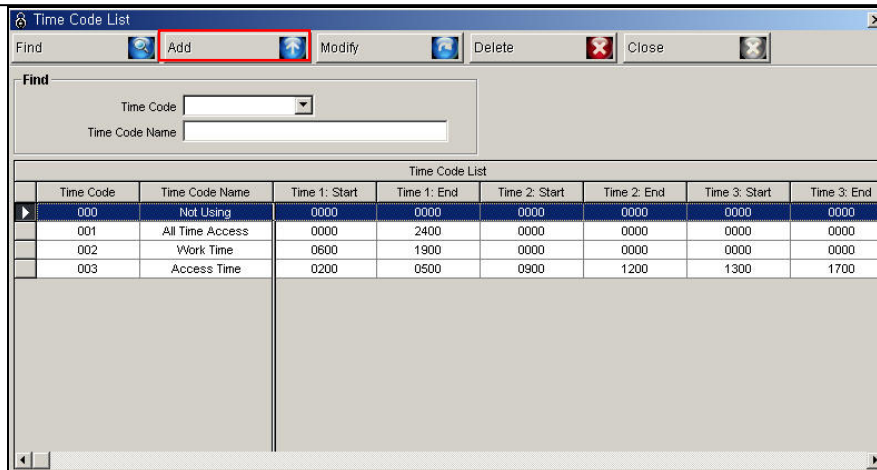 Time Code List
Find Add Modify Delete Close
Find
Time Code
Time Code Name
Time Code List
Time Code Time Code Name Time 1: Start Time 1: End Time 2: Start Time 2: End Time 3: Start Time 3: End
000 Not Using 0000 0000 0000 0000 0000 0000
001 All Time Access 0000 2400 0000 0000 0000 0000
002 Work Time 0600 1900 0000 0000 0000 0000
003 Access Time 0200 0500 0900 1200 1300 1700